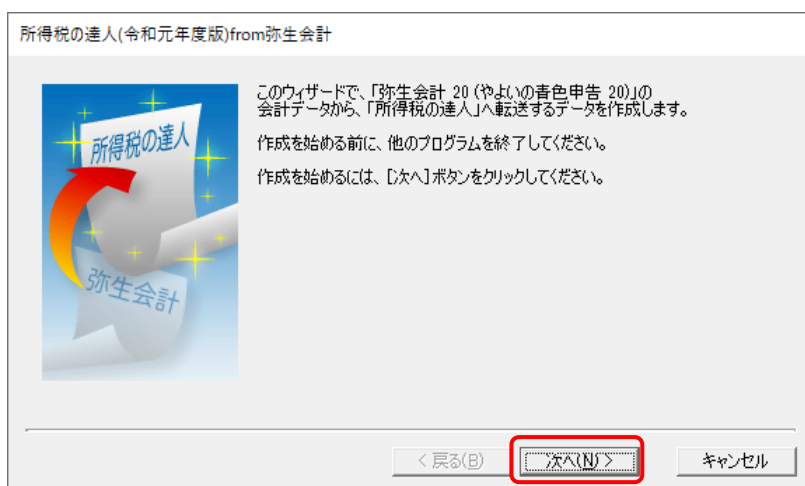 所得税の達人(令和元年度版)from弥生会計
所得税の達人
弥生会計
このウィザードで、「弥生会計 20 (やよいの青色申告 20)」の
会計データから、「所得税の達人」へ転送するデータを作成します。
作成を始める前に、他のプログラムを終了してください。
作成を始めるには、[次へ]ボタンをクリックしてください。
< 戻る(B)
次へ(N) >
キャンセル